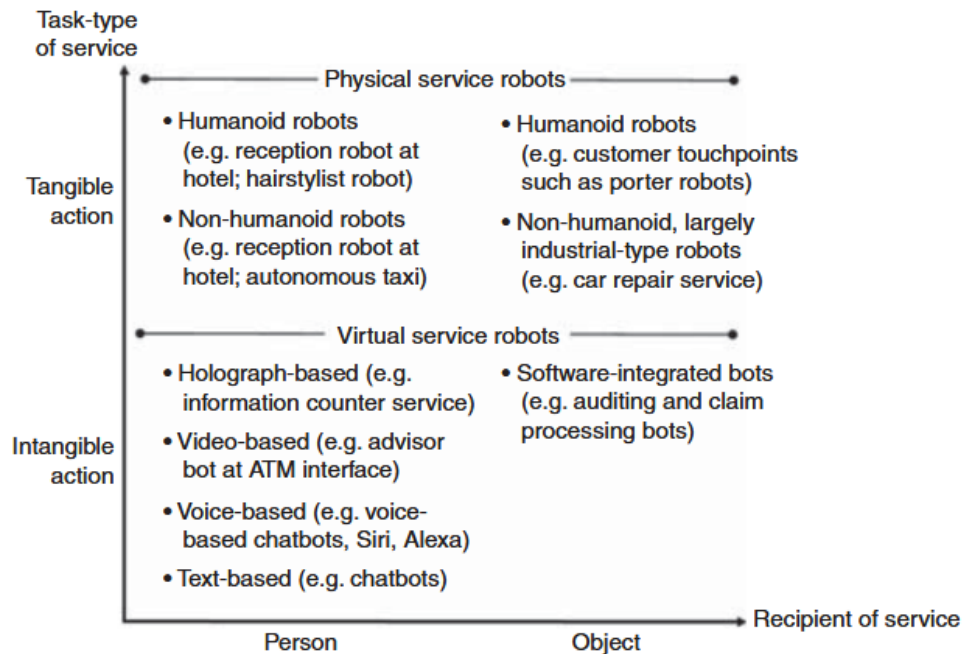 Task-type
of service
Physical service robots
Tangible
action
• Humanoid robots
(e.g. reception robot at
hotel; hairstylist robot)
• Non-humanoid robots
(e.g. reception robot at
hotel; autonomous taxi)
• Humanoid robots
(e.g. customer touchpoints
such as porter robots)
• Non-humanoid, largely
industrial-type robots
(e.g. car repair service)
Virtual service robots
Intangible
action
• Holograph-based (e.g.
information counter service)
• Video-based (e.g. advisor
bot at ATM interface)
• Voice-based (e.g. voice-
based chatbots, Siri, Alexa)
• Text-based (e.g. chatbots)
• Software-integrated bots
(e.g. auditing and claim
processing bots)
Person
Object
Recipient of service